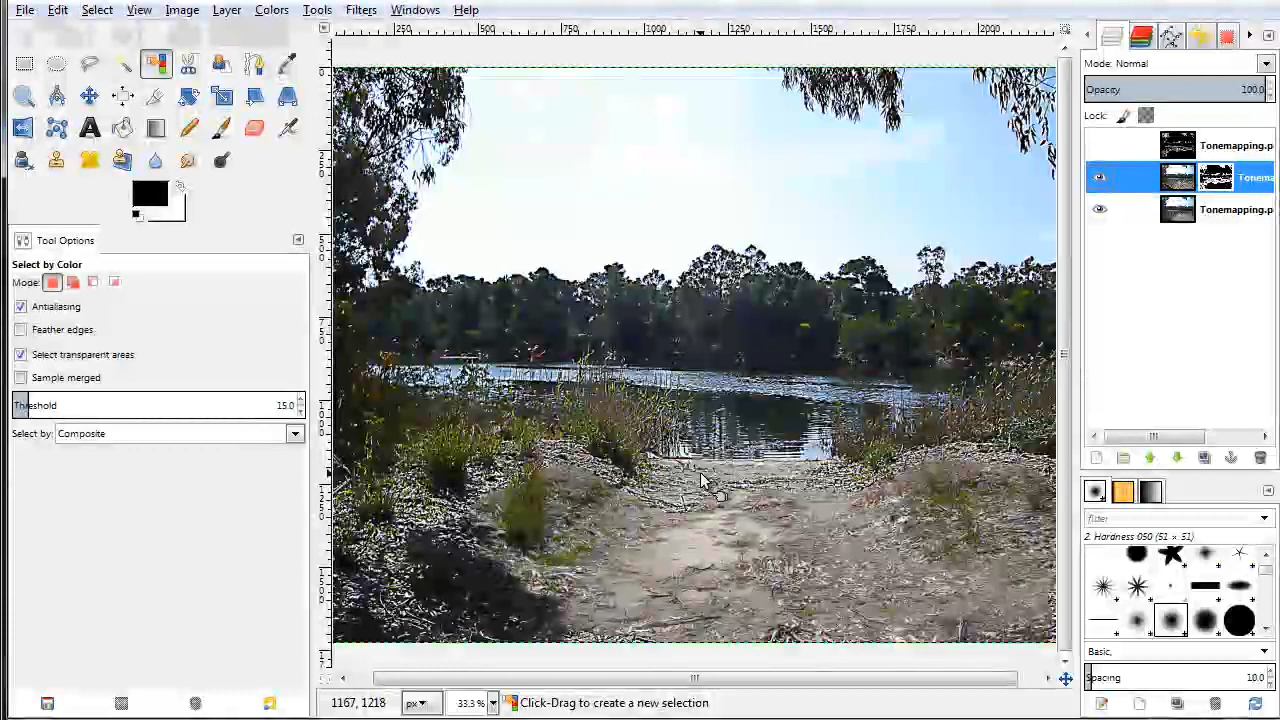 File Edit Select View Image Layer Colors Tools Filters Windows Help
250 500 750 1000 1250 1500 1750 2000
Tool Options
Select by Color
Mode:
Antialiasing
Feather edges
Select transparent areas
Sample merged
Threshold 15.0
Select by: Composite
1167, 1218 px 33.3 % Click-Drag to create a new selection
Mode: Normal
Opacity 100.0
Lock:
Tonemapping.p
Tonema
Tonemapping.p
filter
2. Hardness 050 (51 × 51)
Basic,
Spacing 10.0